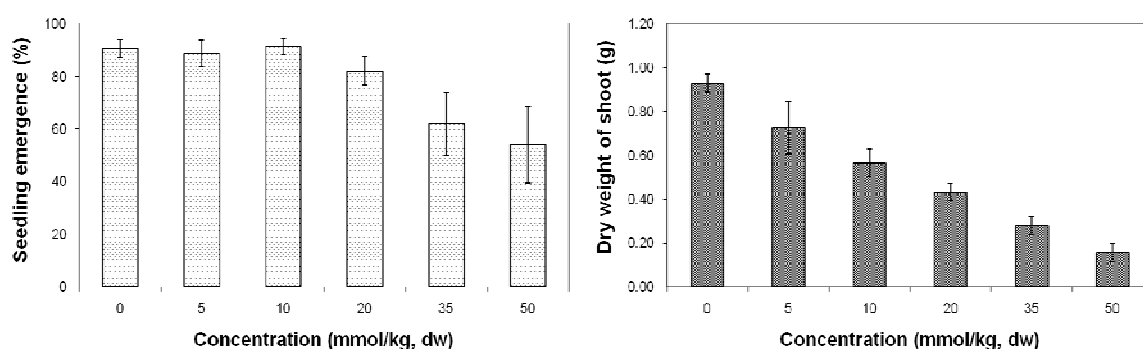 Seedling emergence (%)
100
80
60
40
20
0
0 5 10 20 35 50
Concentration (mmol/kg, dw)
Dry weight of shoot (g)
1.20
1.00
0.80
0.60
0.40
0.20
0.00
0 5 10 20 35 50
Concentration (mmol/kg, dw)